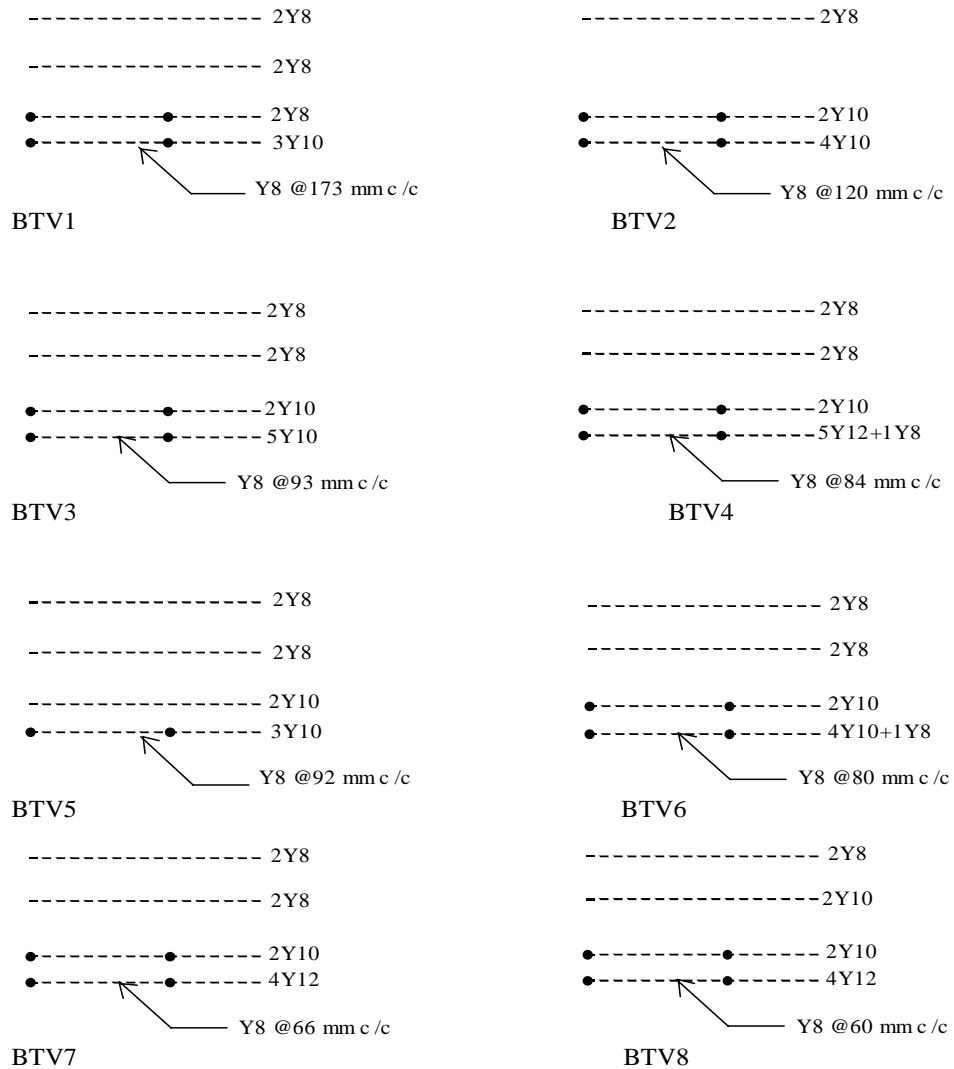 2Y8
2Y8
2Y8
3Y10
Y8 @173 mm c/c
BTV1
2Y8
2Y10
4Y10
Y8 @120 mm c/c
BTV2
2Y8
2Y8
2Y10
5Y10
Y8 @93 mm c/c
BTV3
2Y8
2Y8
2Y10
5Y12+1Y8
Y8 @84 mm c/c
BTV4
2Y8
2Y8
2Y10
3Y10
Y8 @92 mm c/c
BTV5
2Y8
2Y8
2Y10
4Y10+1Y8
Y8 @80 mm c/c
BTV6
2Y8
2Y8
2Y10
4Y12
Y8 @66 mm c/c
BTV7
2Y8
2Y10
2Y10
4Y12
Y8 @60 mm c/c
BTV8